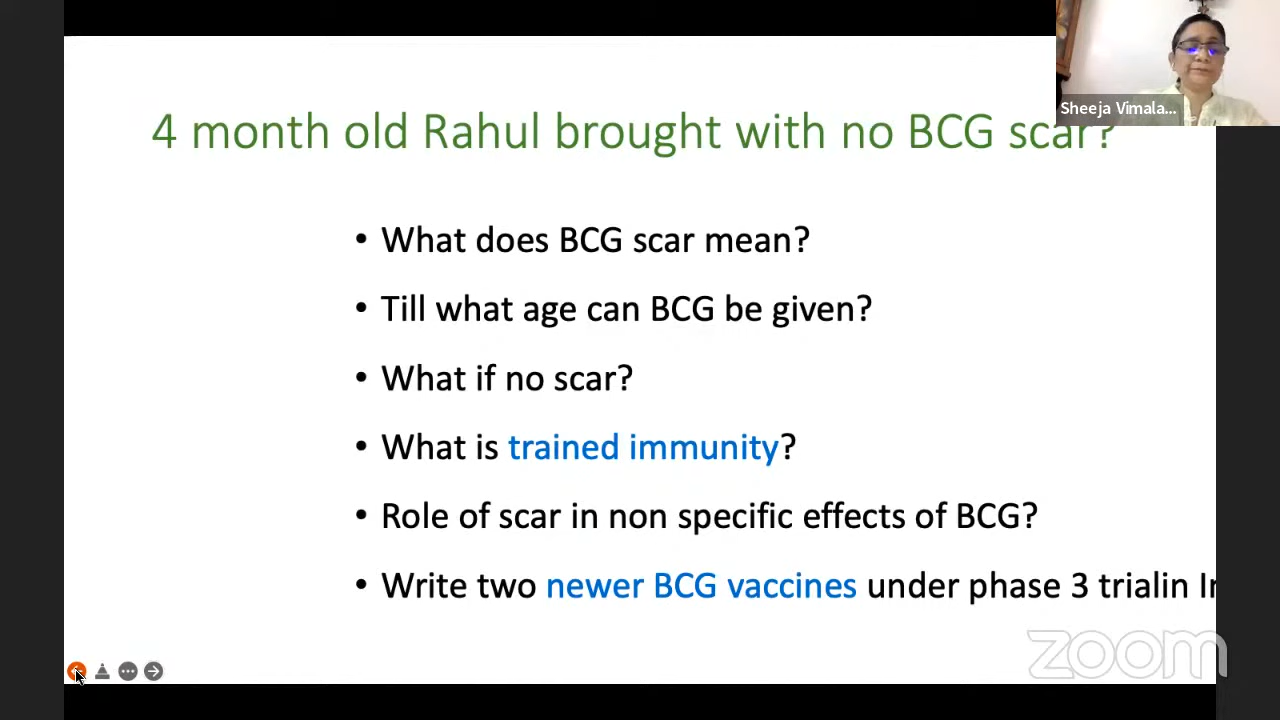 Sheeja Vimala...
4 month old Rahul brought with no BCG scar?
• What does BCG scar mean?
• Till what age can BCG be given?
• What if no scar?
• What is trained immunity?
• Role of scar in non specific effects of BCG?
• Write two newer BCG vaccines under phase 3 trialin
zoom